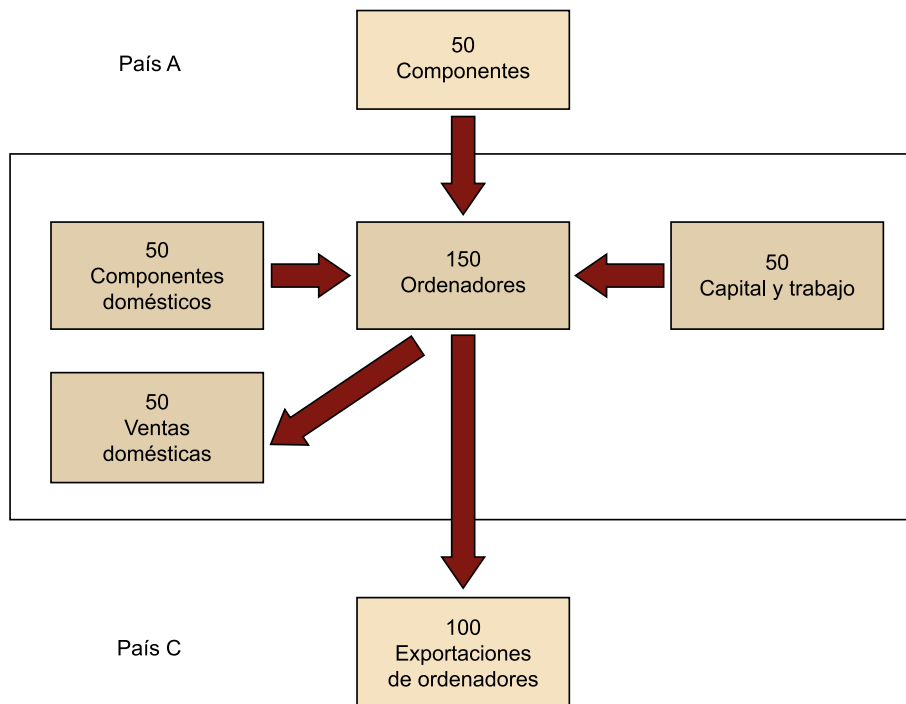 50
Componentes
País A
50
Componentes
domésticos
150
Ordenadores
50
Capital y trabajo
50
Ventas
domésticas
País C
100
Exportaciones
de ordenadores